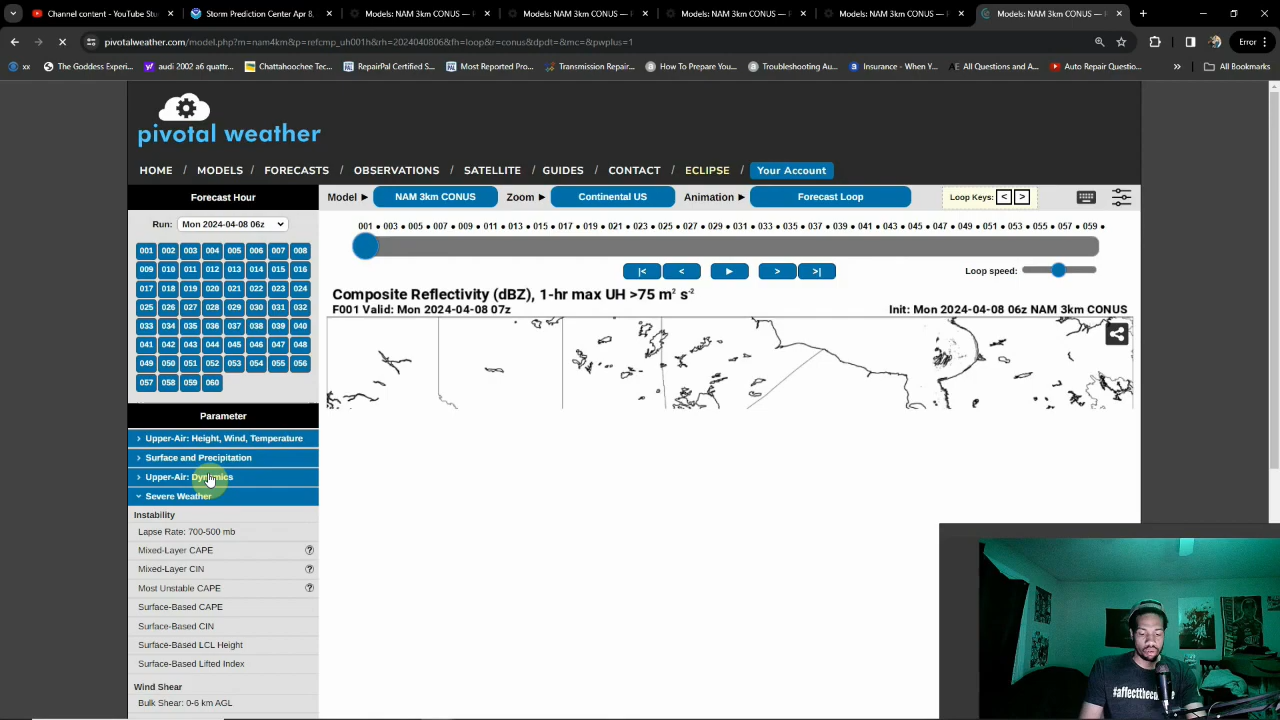 Channel content - YouTube Stu
Storm Prediction Center Apr 8,
Models: NAM 3km CONUS — F
Models: NAM 3km CONUS — F
Models: NAM 3km CONUS — F
Models: NAM 3km CONUS — F
Models: NAM 3km CONUS — F
pivotalweather.com/model.php?m=nam4km&p=refcmp_uh001h&rh=2024040806&fh=loop&r=conus&dpdt=&mc=&pwplus=1
Error
xx
The Goddess Experi...
audi 2002 a6 quattr...
Chattahoochee Tec...
RepairPal Certified S...
Most Reported Pro...
Transmission Repair...
How To Prepare You...
Troubleshooting Au...
Insurance - When Y...
All Questions and A...
Auto Repair Questio...
All Bookmarks
pivotal weather
HOME / MODELS / FORECASTS / OBSERVATIONS / SATELLITE / GUIDES / CONTACT / ECLIPSE / Your Account
Forecast Hour
Model ▶ NAM 3km CONUS Zoom ▶ Continental US Animation ▶ Forecast Loop Loop Keys: < >
Run: Mon 2024-04-08 06z
001 • 003 • 005 • 007 • 009 • 011 • 013 • 015 • 017 • 019 • 021 • 023 • 025 • 027 • 029 • 031 • 033 • 035 • 037 • 039 • 041 • 043 • 045 • 047 • 049 • 051 • 053 • 055 • 057 • 059 •
001 002 003 004 005 006 007 008
009 010 011 012 013 014 015 016
017 018 019 020 021 022 023 024
025 026 027 028 029 030 031 032
033 034 035 036 037 038 039 040
041 042 043 044 045 046 047 048
049 050 051 052 053 054 055 056
057 058 059 060
|< < ▶ > >| Loop speed:
Composite Reflectivity (dBZ), 1-hr max UH >75 m² s⁻²
F001 Valid: Mon 2024-04-08 07z
Init: Mon 2024-04-08 06z NAM 3km CONUS
Parameter
Upper-Air: Height, Wind, Temperature
Surface and Precipitation
Upper-Air: Dynamics
Severe Weather
Instability
Lapse Rate: 700-500 mb
Mixed-Layer CAPE ?
Mixed-Layer CIN ?
Most Unstable CAPE ?
Surface-Based CAPE
Surface-Based CIN
Surface-Based LCL Height
Surface-Based Lifted Index
Wind Shear
Bulk Shear: 0-6 km AGL